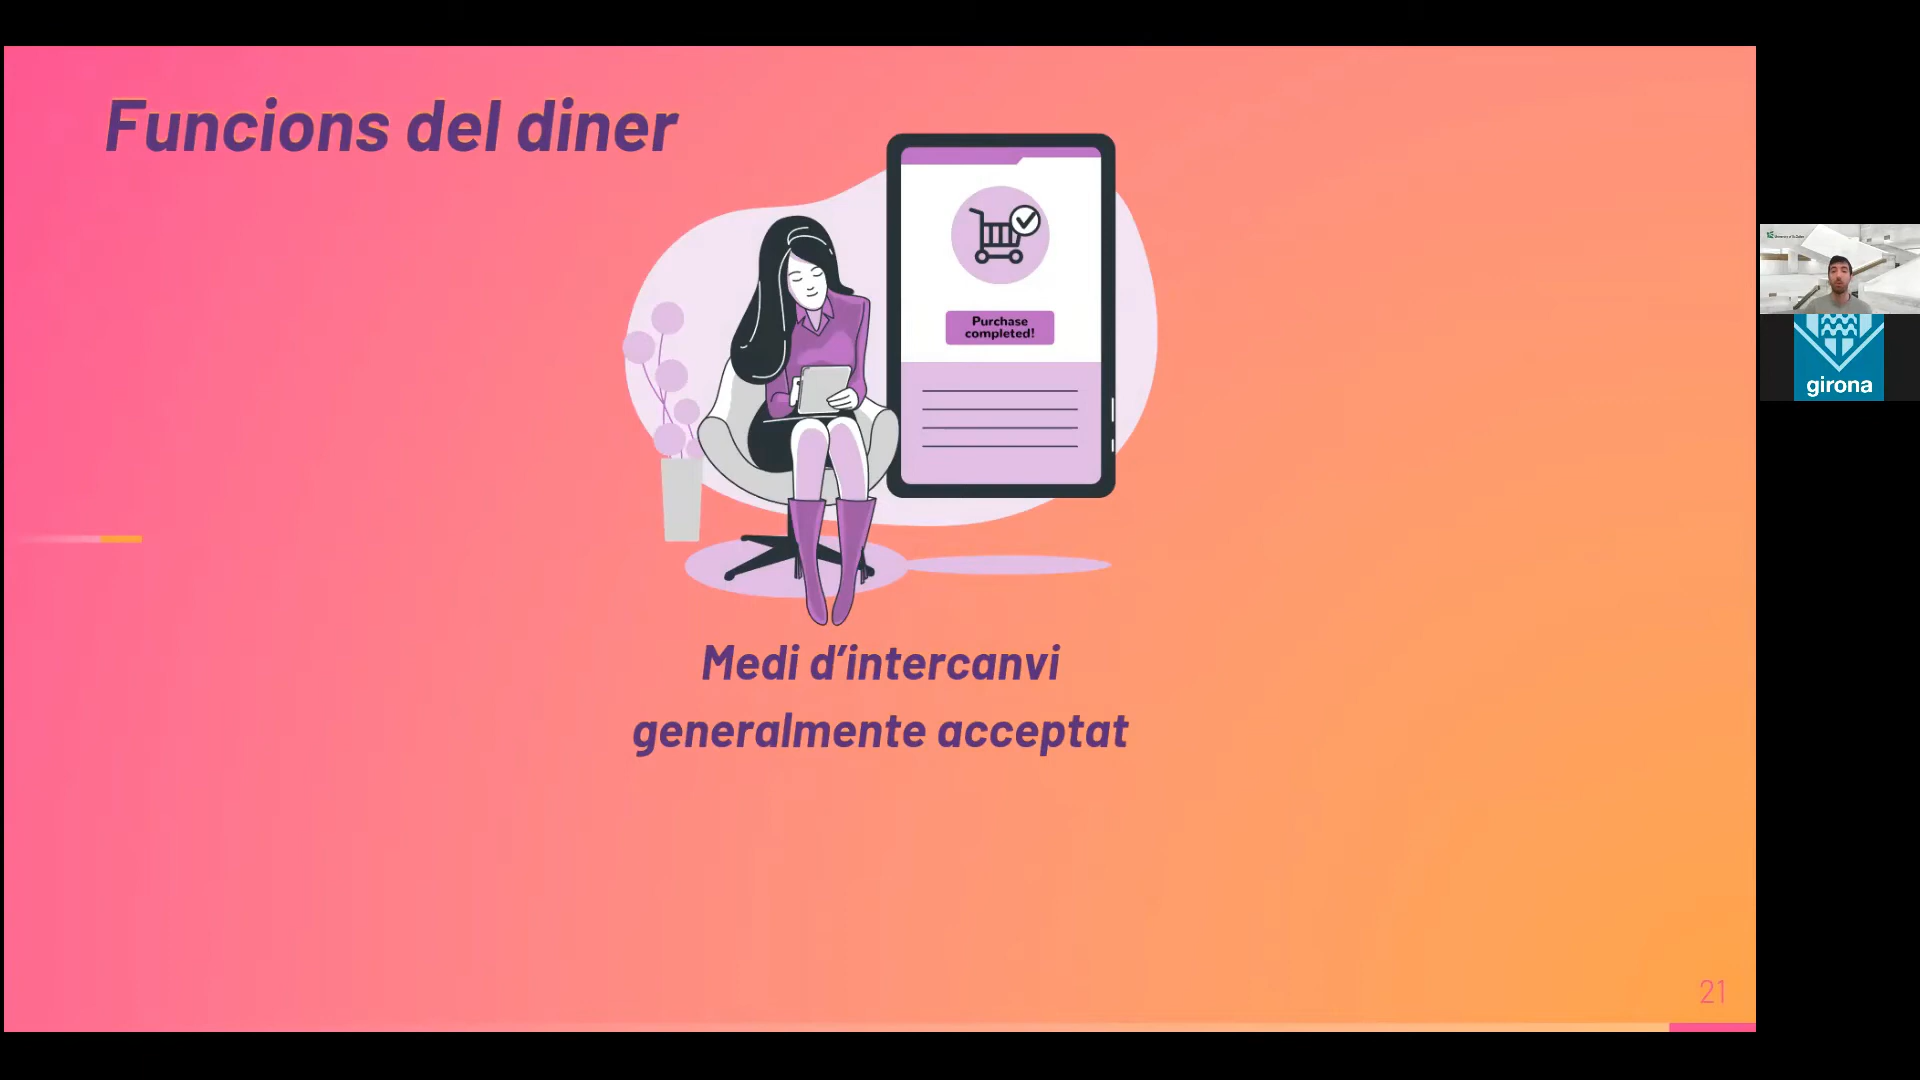 Funcions del diner
Purchase
completed!
Medi d’intercanvi
generalmente acceptat
21
girona